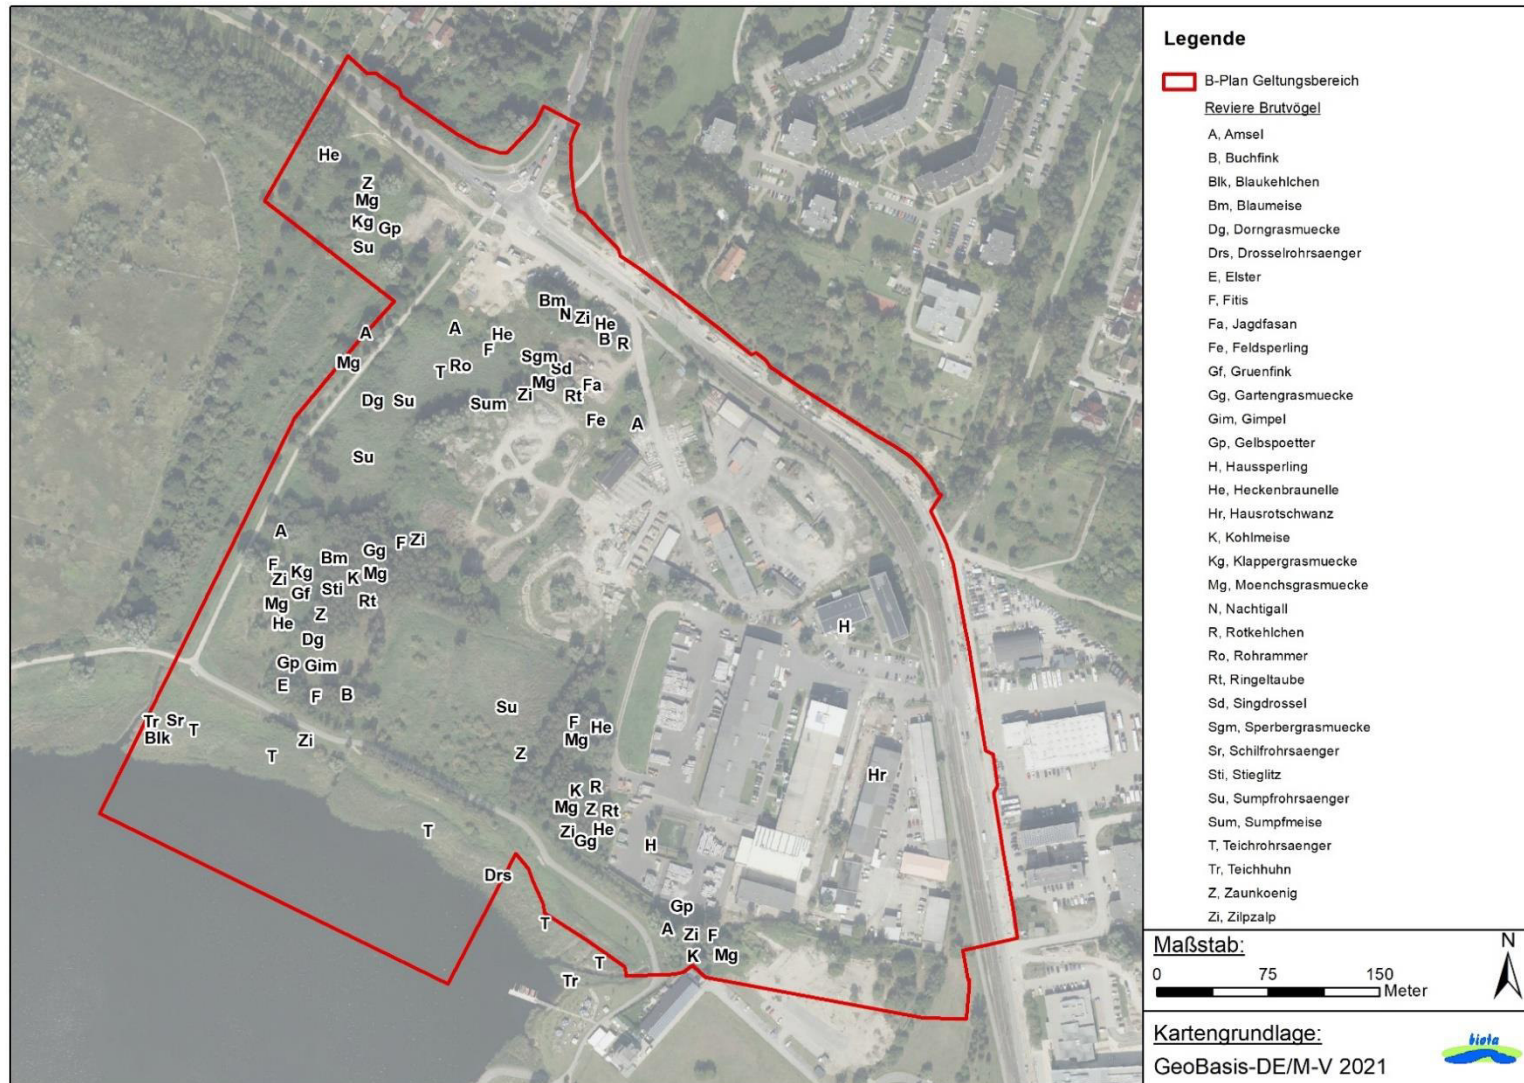 He
Z
Mg
Kg
Gp
Su
A
Mg
Dg Su
Su
A
He
F
T Ro
Sum
Bm
N Zi
He
B
R
Sgm
Sd
Mg
Zi
Rt
Fa
Fe
A
A
F
Zi
Kg
Gf
Mg
He
Bm
Sti
K
Gg
Mg
Rt
F Zi
Z
Dg
Gp Gim
E
F
B
Tr Sr
T
Blk
Zi
T
T
Su
Z
F
He
Mg
K
R
Mg
Z
Rt
Zi
He
Gg
H
H
Hr
Drs
T
T
Tr
Gp
A
Zi
F
K
Mg
Legende
B-Plan Geltungsbereich
Reviere Brutvögel
A, Amsel
B, Buchfink
Blk, Blaukehlchen
Bm, Blaumeise
Dg, Dorngrasmuecke
Drs, Drosselrohrsaenger
E, Elster
F, Fitis
Fa, Jagdfasan
Fe, Feldsperling
Gf, Gruenfink
Gg, Gartengrasmuecke
Gim, Gimpel
Gp, Gelbspoetter
H, Haussperling
He, Heckenbraunelle
Hr, Hausrotschwanz
K, Kohlmeise
Kg, Klappergrasmuecke
Mg, Moenchsgrasmuecke
N, Nachtigall
R, Rotkehlchen
Ro, Rohrammer
Rt, Ringeltaube
Sd, Singdrossel
Sgm, Sperbergrasmuecke
Sr, Schilfrohrsaenger
Sti, Stieglitz
Su, Sumpfrohrsaenger
Sum, Sumpfmeise
T, Teichrohrsaenger
Tr, Teichhuhn
Z, Zaunkoenig
Zi, Zilpzalp
Maßstab:
N
0 75 150
Meter
Kartengrundlage:
GeoBasis-DE/M-V 2021
biota